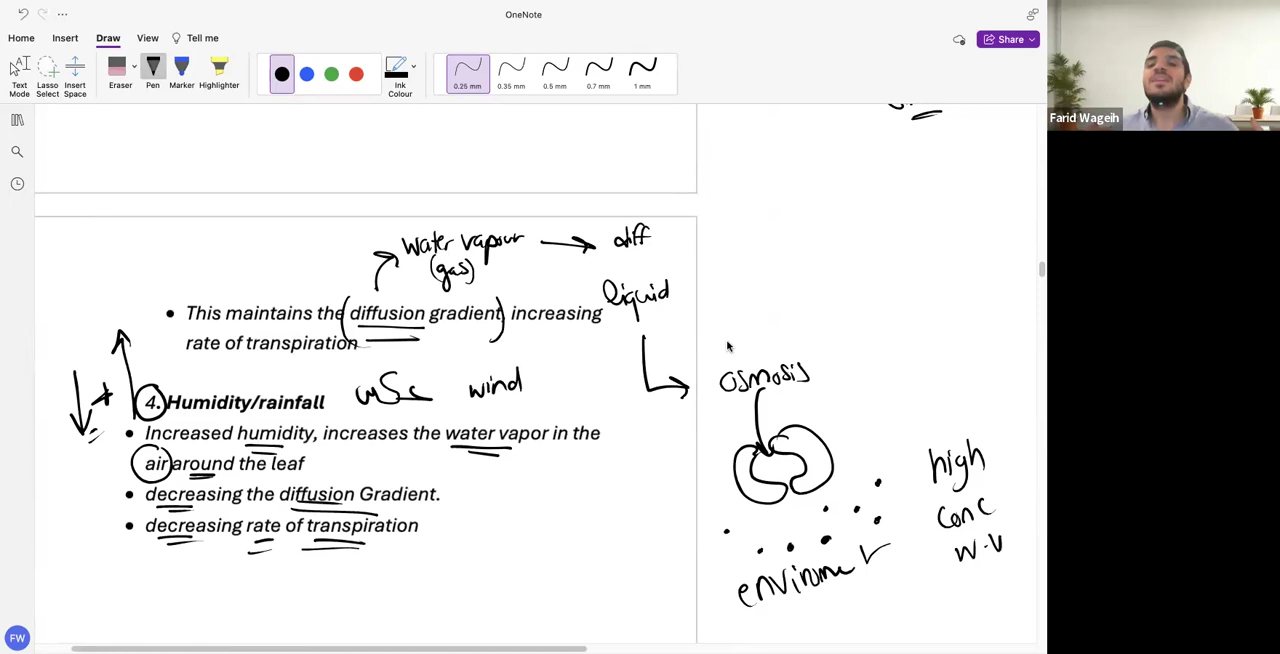 OneNote
Home Insert Draw View Tell me
Share
Text Mode
Lasso Select
Insert Space
Eraser
Pen
Marker
Highlighter
Ink Colour
0.25 mm 0.35 mm 0.5 mm 0.7 mm 1 mm
Farid Wageih
Water vapour → diff
(gas)
liquid
• This maintains the (diffusion gradient) increasing
rate of transpiration
osmosis
wind
4. Humidity/rainfall
• Increased humidity, increases the water vapor in the
air around the leaf
• decreasing the diffusion Gradient.
• decreasing rate of transpiration
high
conc
w.v
FW